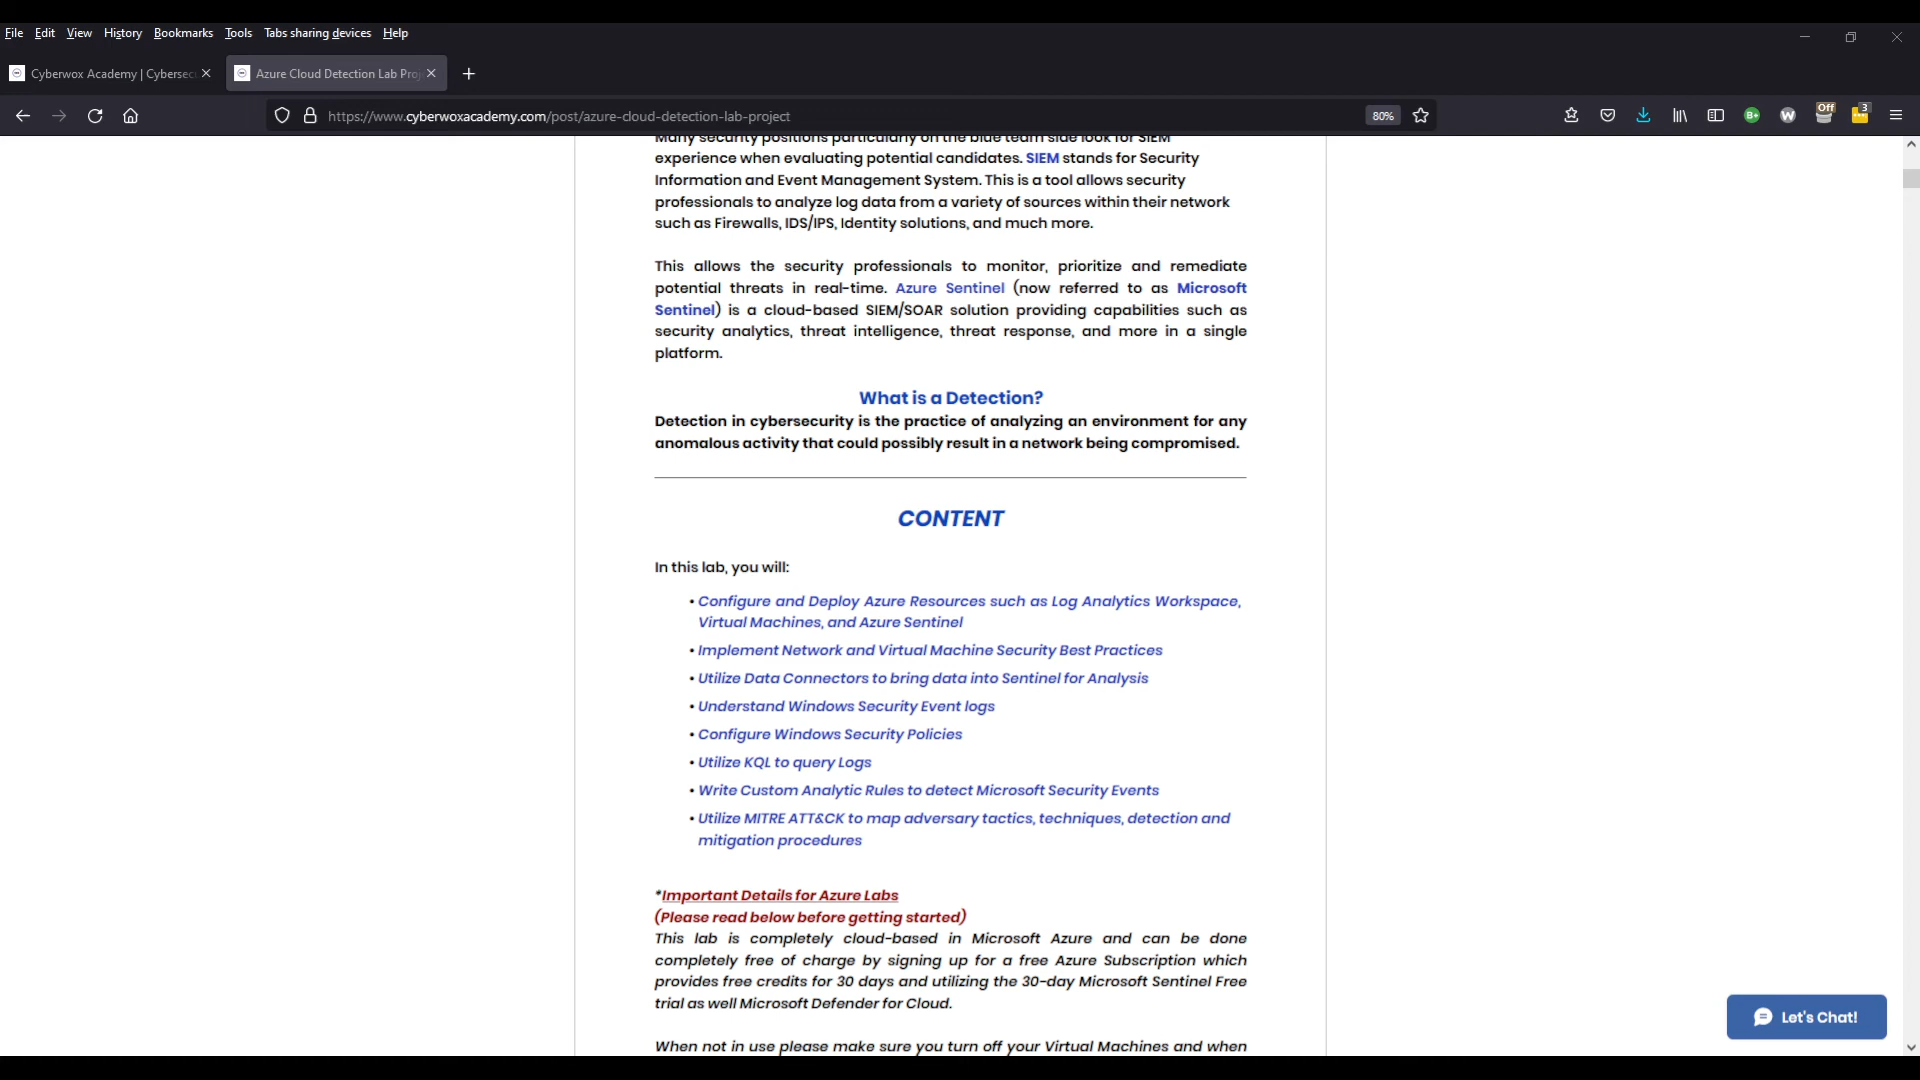 File Edit View History Bookmarks Tools Tabs sharing devices Help
Cyberwox Academy | Cybersec
Azure Cloud Detection Lab Pro
https://www.cyberwoxacademy.com/post/azure-cloud-detection-lab-project
80%
Off
3
Many security positions particularly on the blue team side look for SIEM
experience when evaluating potential candidates. SIEM stands for Security
Information and Event Management System. This is a tool allows security
professionals to analyze log data from a variety of sources within their network
such as Firewalls, IDS/IPS, Identity solutions, and much more.
This allows the security professionals to monitor, prioritize and remediate
potential threats in real-time. Azure Sentinel (now referred to as Microsoft
Sentinel) is a cloud-based SIEM/SOAR solution providing capabilities such as
security analytics, threat intelligence, threat response, and more in a single
platform.
What is a Detection?
Detection in cybersecurity is the practice of analyzing an environment for any
anomalous activity that could possibly result in a network being compromised.
CONTENT
In this lab, you will:
• Configure and Deploy Azure Resources such as Log Analytics Workspace,
Virtual Machines, and Azure Sentinel
• Implement Network and Virtual Machine Security Best Practices
• Utilize Data Connectors to bring data into Sentinel for Analysis
• Understand Windows Security Event logs
• Configure Windows Security Policies
• Utilize KQL to query Logs
• Write Custom Analytic Rules to detect Microsoft Security Events
• Utilize MITRE ATT&CK to map adversary tactics, techniques, detection and
mitigation procedures
*Important Details for Azure Labs
(Please read below before getting started)
This lab is completely cloud-based in Microsoft Azure and can be done
completely free of charge by signing up for a free Azure Subscription which
provides free credits for 30 days and utilizing the 30-day Microsoft Sentinel Free
trial as well Microsoft Defender for Cloud.
When not in use please make sure you turn off your Virtual Machines and when
Let's Chat!